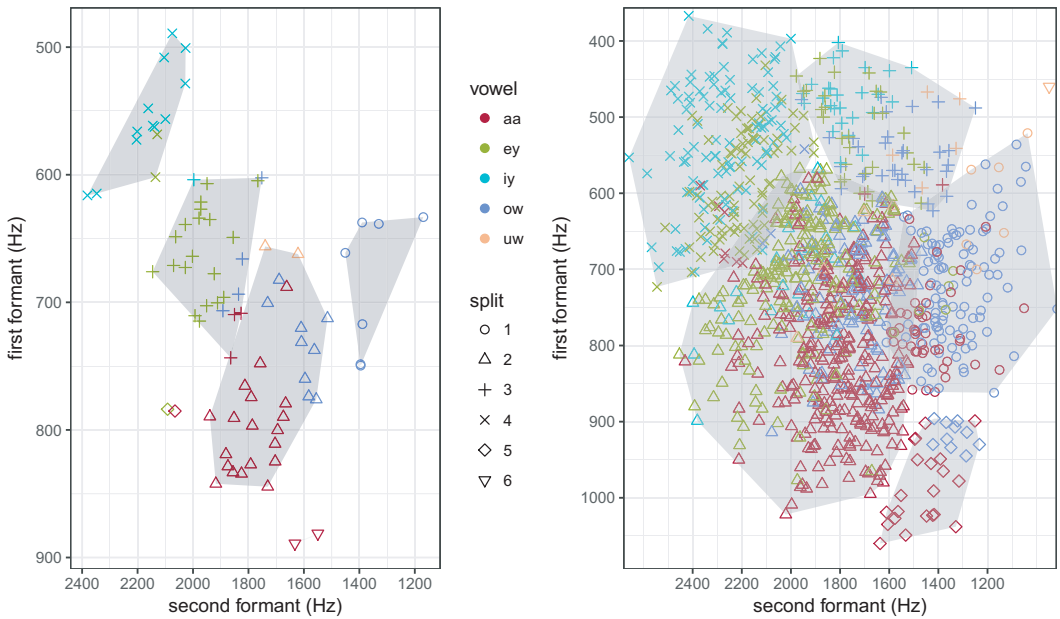 500
600
700
800
900
2400
2200
2000
1800
1600
1400
1200
second formant (Hz)
first formant (Hz)
vowel
aa
ey
iy
ow
uw
split
1
2
3
4
5
6
400
500
600
700
800
900
1000
2400
2200
2000
1800
1600
1400
1200
second formant (Hz)
first formant (Hz)